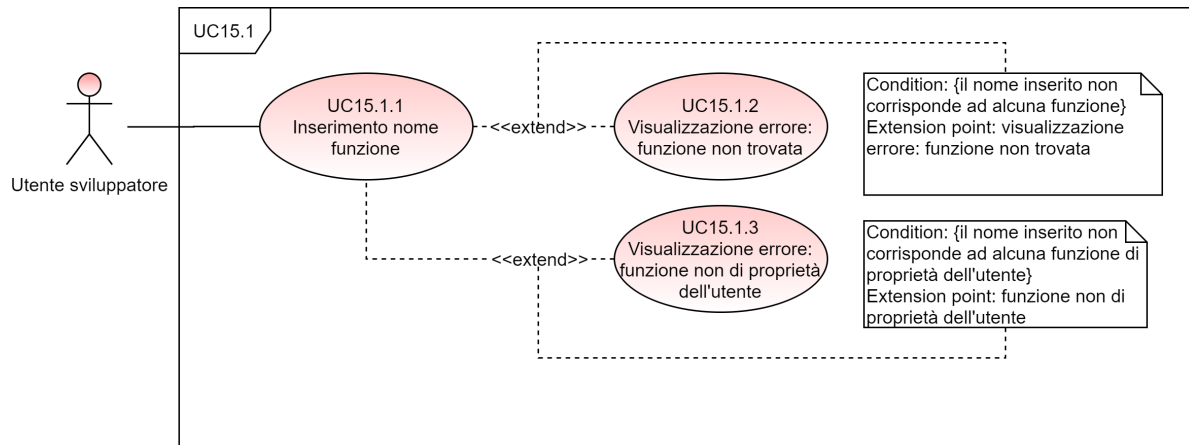 UC15.1
Utente sviluppatore
UC15.1.1
Inserimento nome
funzione
<<extend>>
UC15.1.2
Visualizzazione errore:
funzione non trovata
Condition: {il nome inserito non
corrisponde ad alcuna funzione}
Extension point: visualizzazione
errore: funzione non trovata
<<extend>>
UC15.1.3
Visualizzazione errore:
funzione non di proprietà
dell'utente
Condition: {il nome inserito non
corrisponde ad alcuna funzione di
proprietà dell'utente}
Extension point: funzione non di
proprietà dell'utente